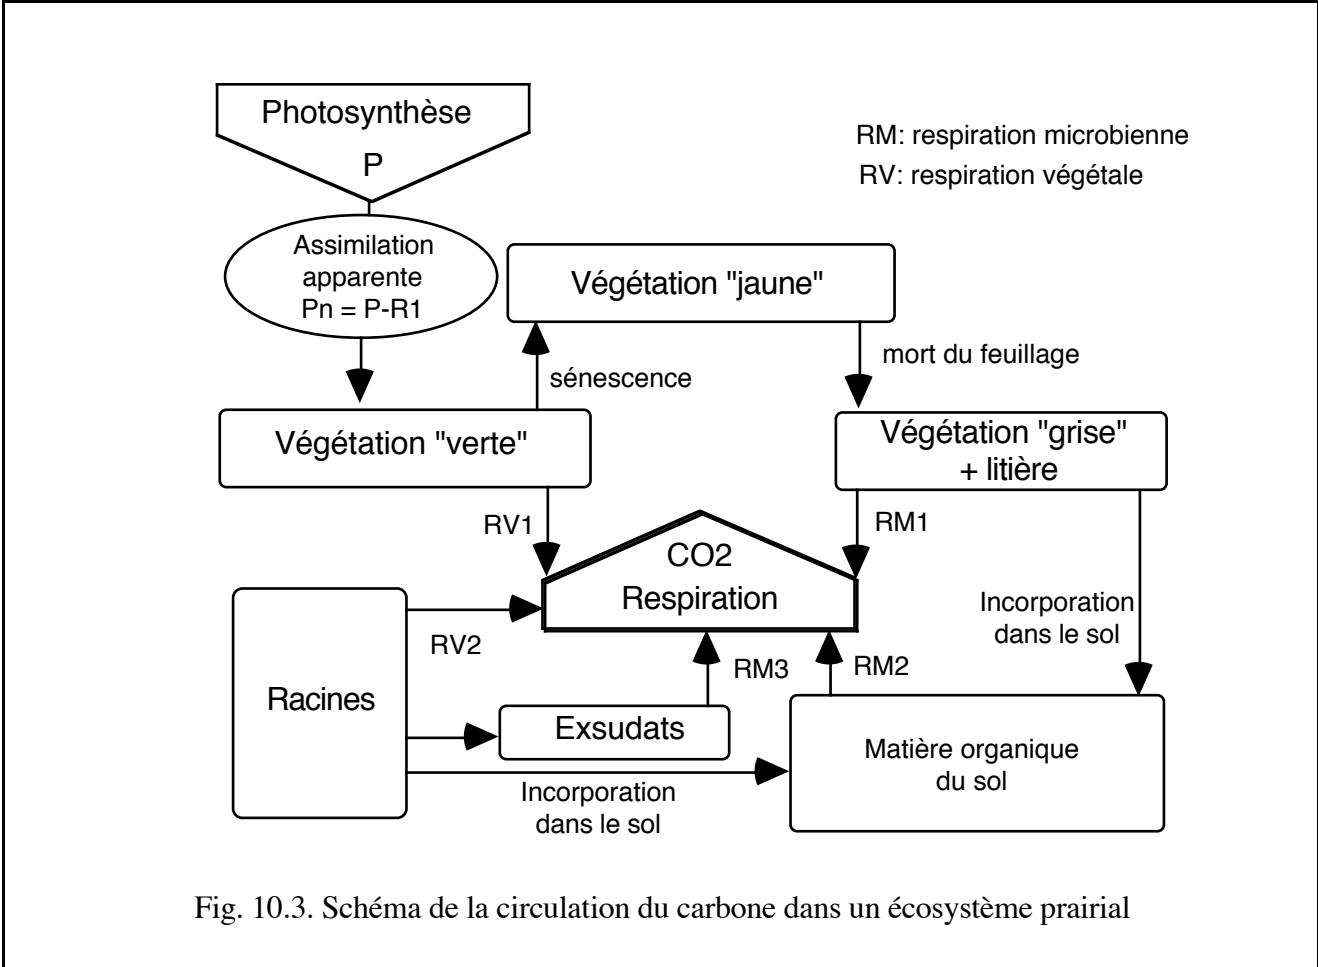 Photosynthèse
P
RM: respiration microbienne
RV: respiration végétale
Assimilation
apparente
Pn = P-R1
Végétation "jaune"
sénescence
mort du feuillage
Végétation "verte"
Végétation "grise"
+ litière
RV1
RM1
CO2
Respiration
Incorporation
dans le sol
RV2
RM3
RM2
Racines
Exsudats
Matière organique
du sol
Incorporation
dans le sol
Fig. 10.3. Schéma de la circulation du carbone dans un écosystème prairial